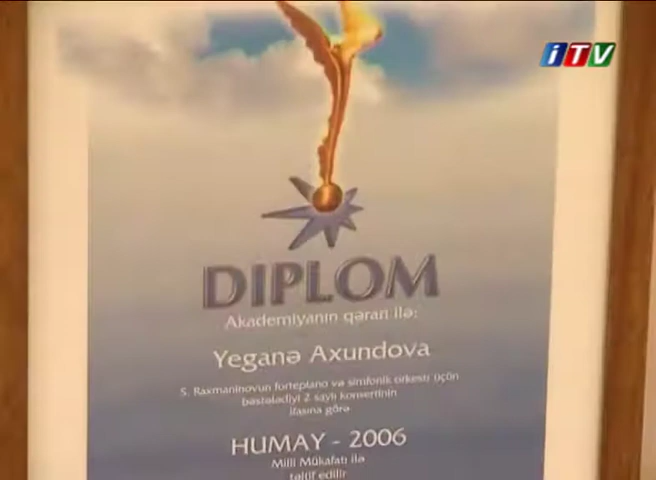 iTV
DIPLOM
Akademiyanın qərarı ilə:
Yeganə Axundova
S. Raxmaninovun fortepiano və simfonik orkestr üçün
bəstələdiyi 2 saylı konsertinin
ifasına görə
HUMAY - 2006
Milli Mükafatı ilə
təltif edilir